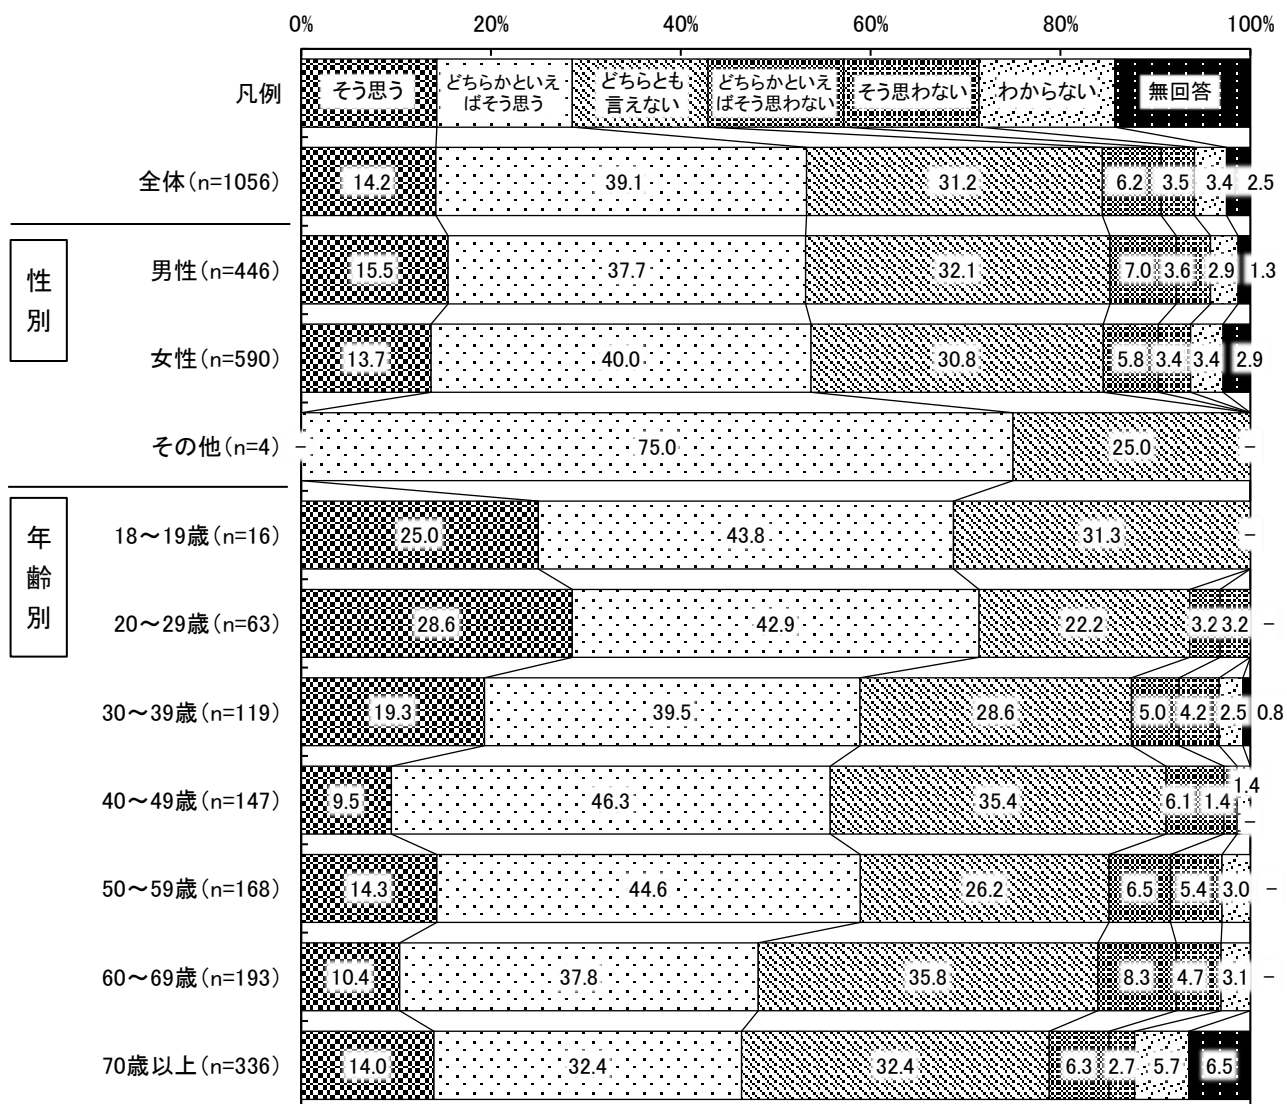 0% 20% 40% 60% 80% 100%
凡例 そう思う どちらかといえ どちらとも どちらかといえ そう思わない わからない 無回答
ばそう思う 言えない ばそう思わない
全体(n=1056) 14.2 39.1 31.2 6.2 3.5 3.4 2.5
性別
男性(n=446) 15.5 37.7 32.1 7.0 3.6 2.9 1.3
女性(n=590) 13.7 40.0 30.8 5.8 3.4 3.4 2.9
その他(n=4) - 75.0 25.0 -
年齢別
18～19歳(n=16) 25.0 43.8 31.3 -
20～29歳(n=63) 28.6 42.9 22.2 3.2 3.2 -
30～39歳(n=119) 19.3 39.5 28.6 5.0 4.2 2.5 0.8
40～49歳(n=147) 9.5 46.3 35.4 6.1 1.4 1.4 -
50～59歳(n=168) 14.3 44.6 26.2 6.5 5.4 3.0 -
60～69歳(n=193) 10.4 37.8 35.8 8.3 4.7 3.1 -
70歳以上(n=336) 14.0 32.4 32.4 6.3 2.7 5.7 6.5